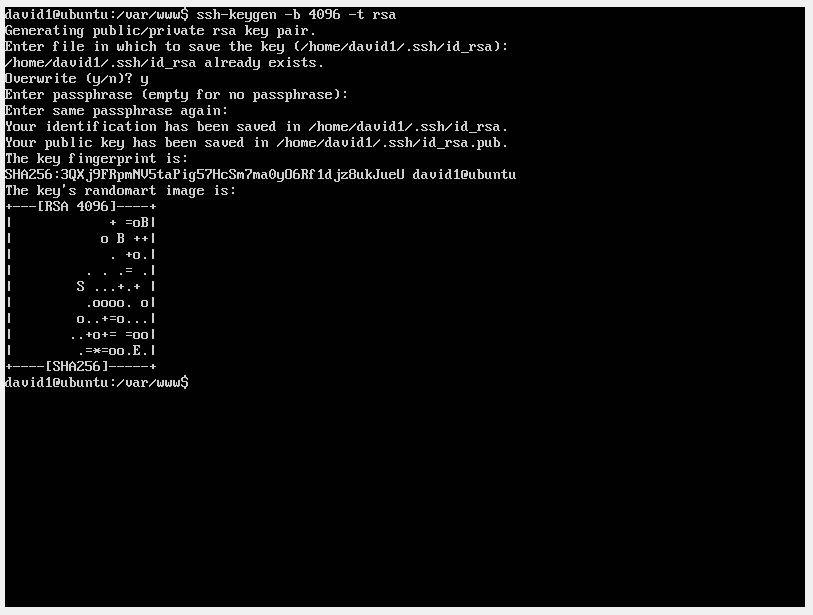 david1@ubuntu:/var/www$ ssh-keygen -b 4096 -t rsa
Generating public/private rsa key pair.
Enter file in which to save the key (/home/david1/.ssh/id_rsa):
/home/david1/.ssh/id_rsa already exists.
Overwrite (y/n)? y
Enter passphrase (empty for no passphrase):
Enter same passphrase again:
Your identification has been saved in /home/david1/.ssh/id_rsa.
Your public key has been saved in /home/david1/.ssh/id_rsa.pub.
The key fingerprint is:
SHA256:3QXj9FRpmNV5taPig57HcSm7ma0yO6Rf1djz8ukJueU david1@ubuntu
The key's randomart image is:
+---[RSA 4096]----+
|            + =oB|
|           o B ++|
|            . +o.|
|         . . .= .|
|        S ...+.+ |
|         .oooo. o|
|        o..+=o...|
|       ..+o+= =oo|
|        .=*=oo.E.|
+----[SHA256]-----+
david1@ubuntu:/var/www$